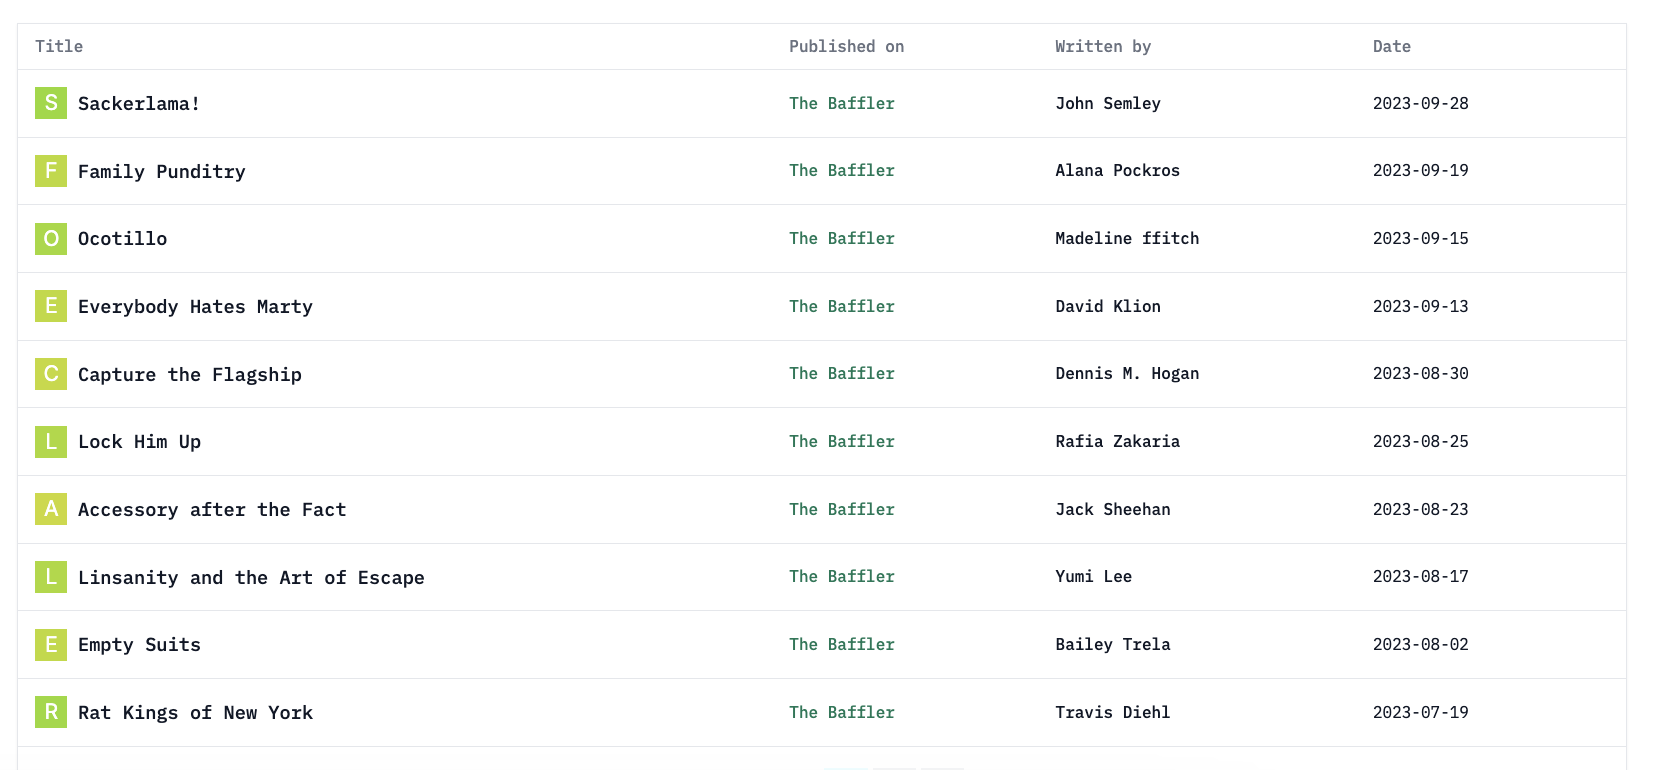 Title Published on Written by Date
S Sackerlama! The Baffler John Semley 2023-09-28
F Family Punditry The Baffler Alana Pockros 2023-09-19
O Ocotillo The Baffler Madeline ffitch 2023-09-15
E Everybody Hates Marty The Baffler David Klion 2023-09-13
C Capture the Flagship The Baffler Dennis M. Hogan 2023-08-30
L Lock Him Up The Baffler Rafia Zakaria 2023-08-25
A Accessory after the Fact The Baffler Jack Sheehan 2023-08-23
L Linsanity and the Art of Escape The Baffler Yumi Lee 2023-08-17
E Empty Suits The Baffler Bailey Trela 2023-08-02
R Rat Kings of New York The Baffler Travis Diehl 2023-07-19